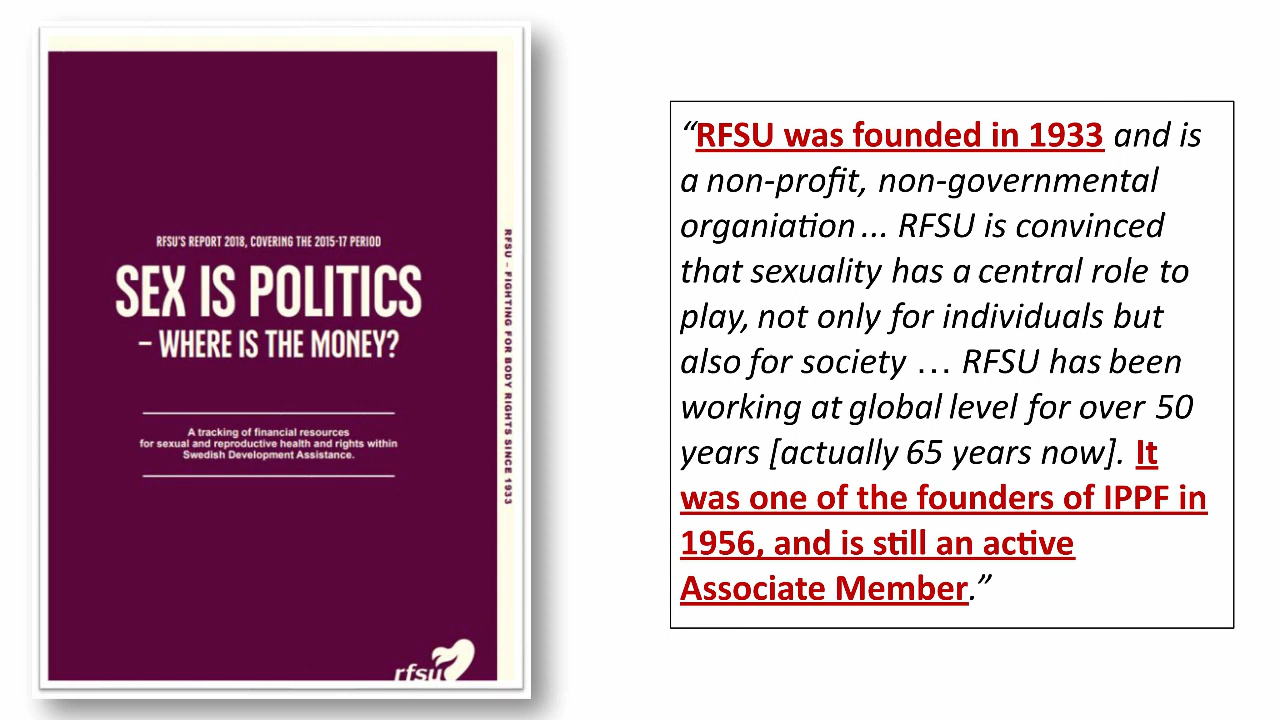 RFSU'S REPORT 2018, COVERING THE 2015-17 PERIOD
SEX IS POLITICS
– WHERE IS THE MONEY?
A tracking of financial resources
for sexual and reproductive health and rights within
Swedish Development Assistance.
RFSU – FIGHTING FOR BODY RIGHTS SINCE 1933
rfsu
“RFSU was founded in 1933 and is
a non-profit, non-governmental
organiation ... RFSU is convinced
that sexuality has a central role to
play, not only for individuals but
also for society … RFSU has been
working at global level for over 50
years [actually 65 years now]. It
was one of the founders of IPPF in
1956, and is still an active
Associate Member.”